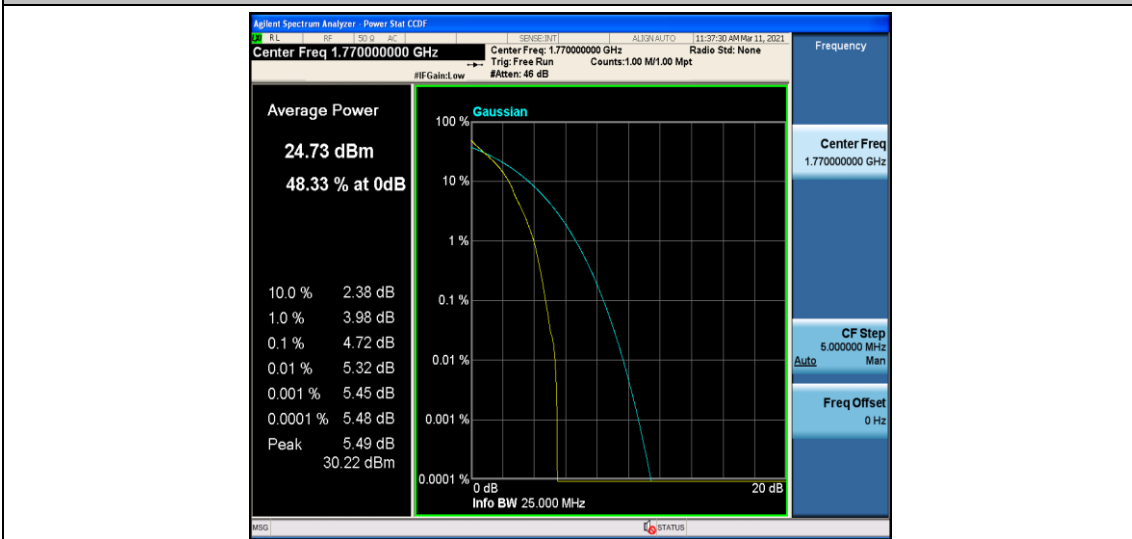 Agilent Spectrum Analyzer - Power Stat CCDF
RL RF 50 Ω AC SENSE:INT ALIGNAUTO 11:37:30 AM Mar 11, 2021
Center Freq 1.770000000 GHz
Center Freq: 1.770000000 GHz Radio Std: None
Trig: Free Run Counts:1.00 M/1.00 Mpt
#IFGain:Low #Atten: 46 dB
Frequency
Average Power
24.73 dBm
48.33 % at 0dB
10.0 % 2.38 dB
1.0 % 3.98 dB
0.1 % 4.72 dB
0.01 % 5.32 dB
0.001 % 5.45 dB
0.0001 % 5.48 dB
Peak 5.49 dB
30.22 dBm
Gaussian
100 %
10 %
1 %
0.1 %
0.01 %
0.001 %
0.0001 %
0 dB 20 dB
Info BW 25.000 MHz
Center Freq
1.770000000 GHz
CF Step
5.000000 MHz
Auto Man
Freq Offset
0 Hz
MSG STATUS